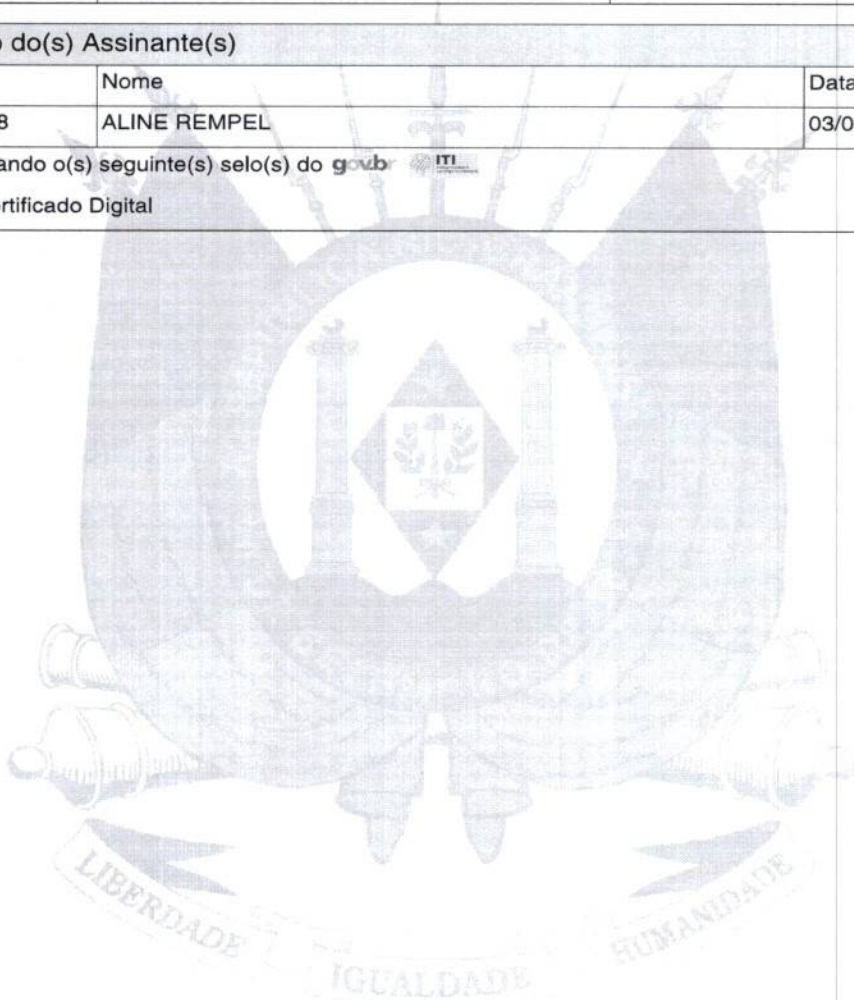 do(s) Assinante(s)
Nome Data
8 ALINE REMPEL 03/0
ando o(s) seguinte(s) selo(s) do gov.br ITI
rtificado Digital
LIBERDADE
IGUALDADE
HUMANIDADE